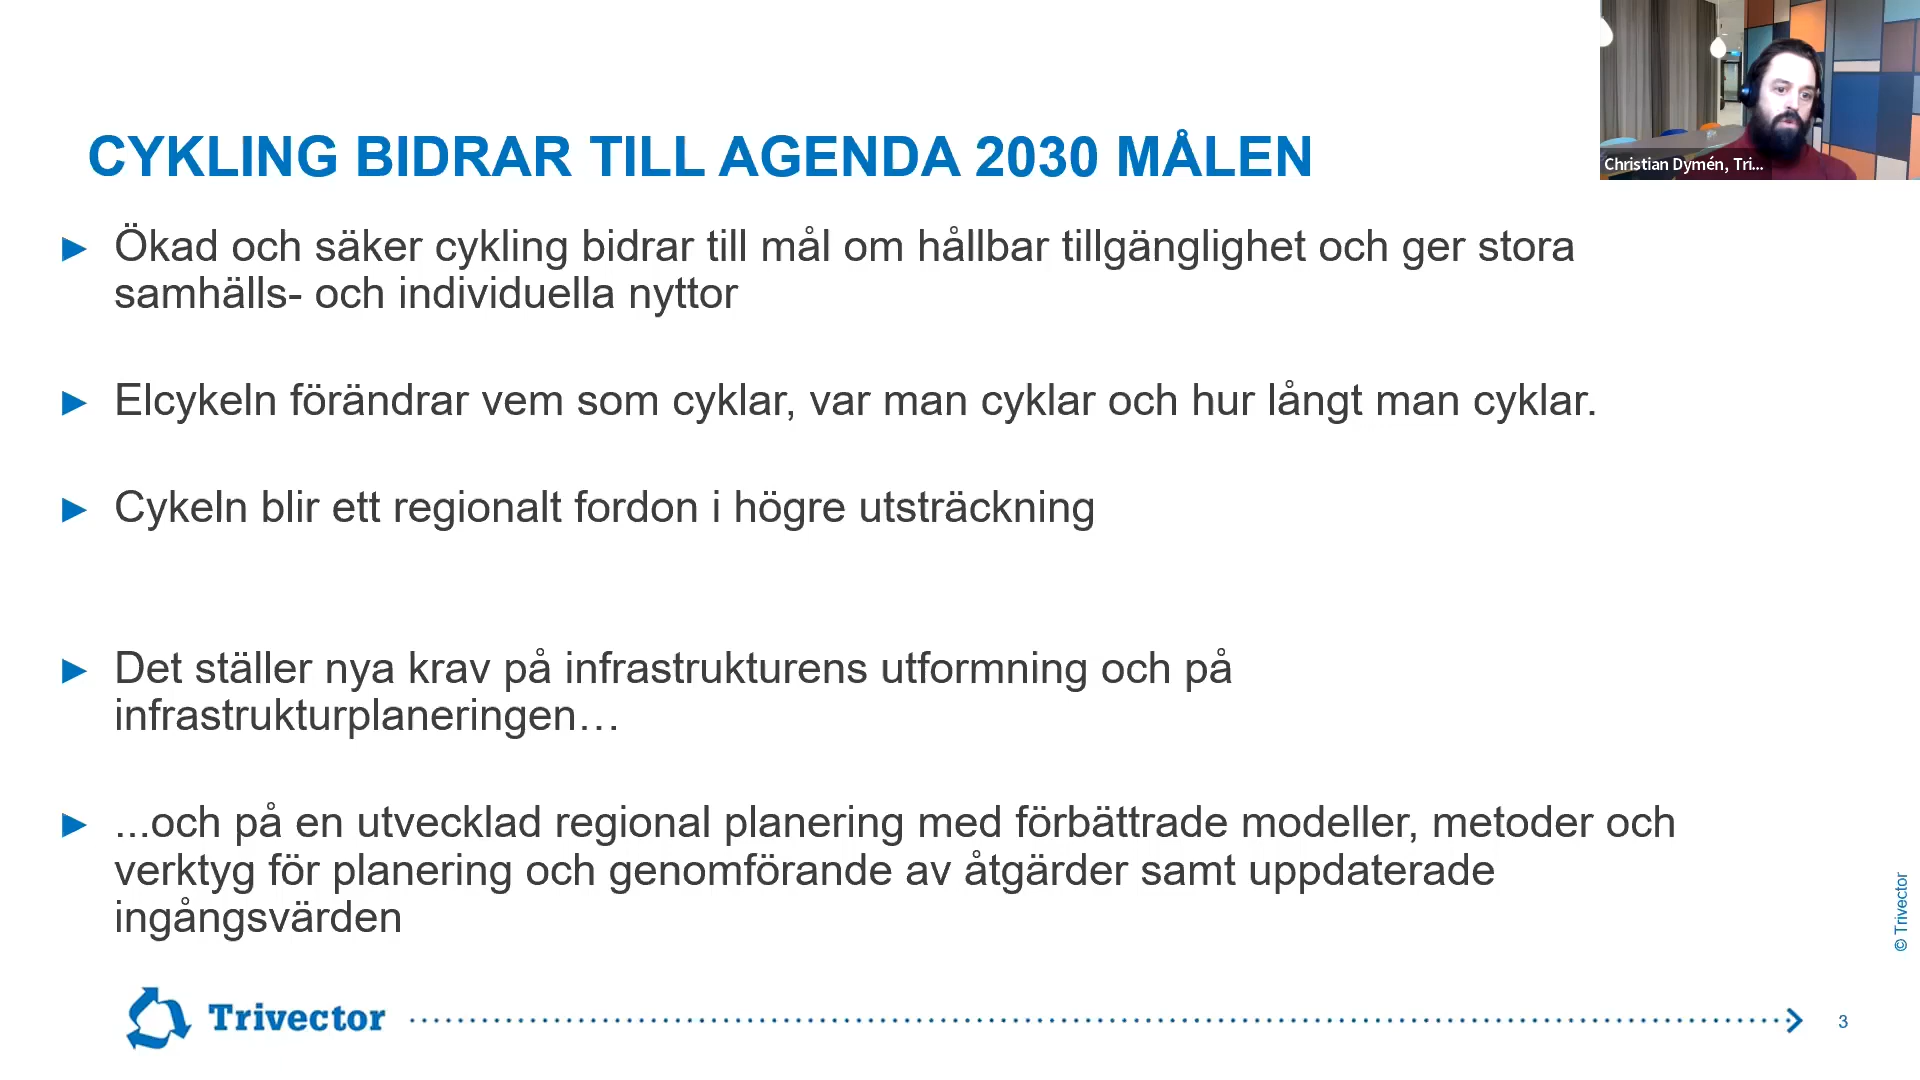 CYKLING BIDRAR TILL AGENDA 2030 MÅLEN
Christian Dymén, Tri...
Ökad och säker cykling bidrar till mål om hållbar tillgänglighet och ger stora
samhälls- och individuella nyttor
Elcykeln förändrar vem som cyklar, var man cyklar och hur långt man cyklar.
Cykeln blir ett regionalt fordon i högre utsträckning
Det ställer nya krav på infrastrukturens utformning och på
infrastrukturplaneringen…
...och på en utvecklad regional planering med förbättrade modeller, metoder och
verktyg för planering och genomförande av åtgärder samt uppdaterade
ingångsvärden
© Trivector
Trivector
3